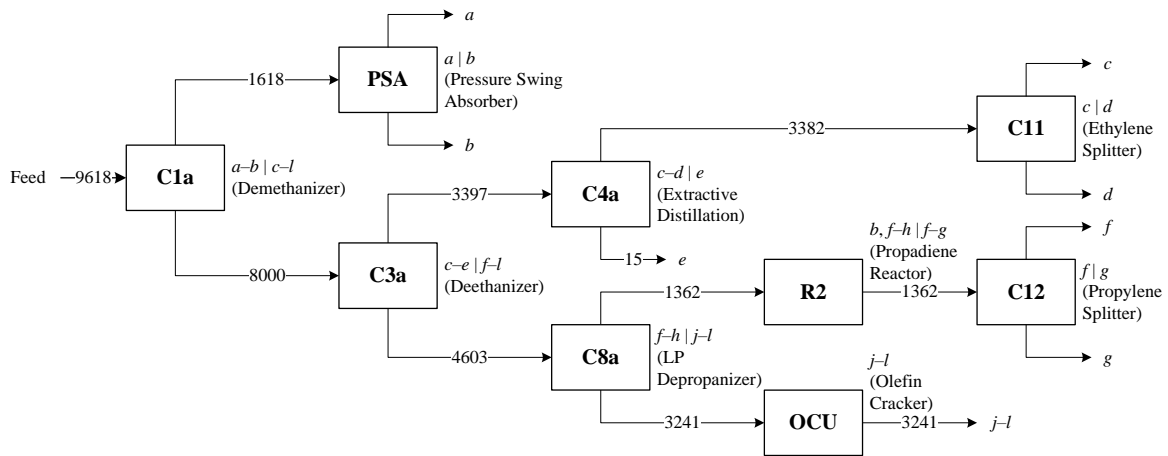 a
PSA
a | b
(Pressure Swing
Absorber)
1618
b
c
C11
c | d
(Ethylene
Splitter)
3382
d
Feed
9618
C1a
a–b | c–l
(Demethanizer)
3397
C4a
c–d | e
(Extractive
Distillation)
15
e
8000
C3a
c–e | f–l
(Deethanizer)
b, f–h | f–g
(Propadiene
Reactor)
1362
R2
1362
f
C12
f | g
(Propylene
Splitter)
g
4603
C8a
f–h | j–l
(LP
Depropanizer)
3241
OCU
j–l
(Olefin
Cracker)
3241
j–l